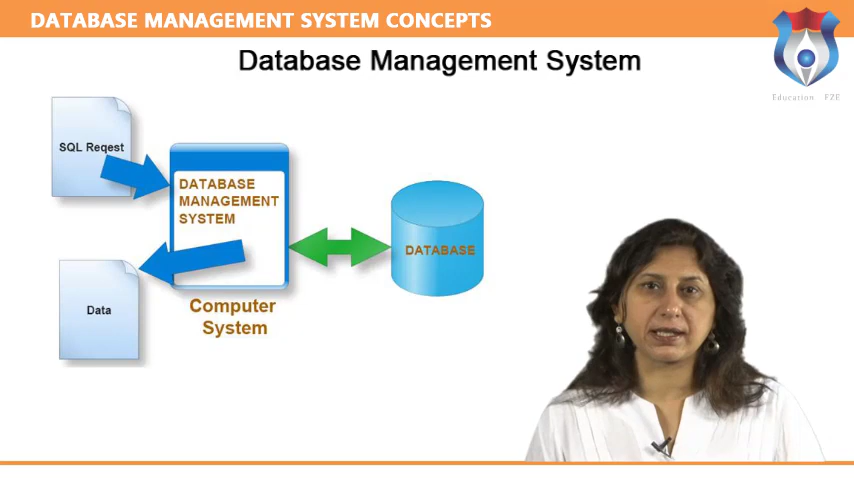 DATABASE MANAGEMENT SYSTEM CONCEPTS
Database Management System
Education FZE
SQL Reqest
DATABASE
MANAGEMENT
SYSTEM
DATABASE
Data
Computer
System